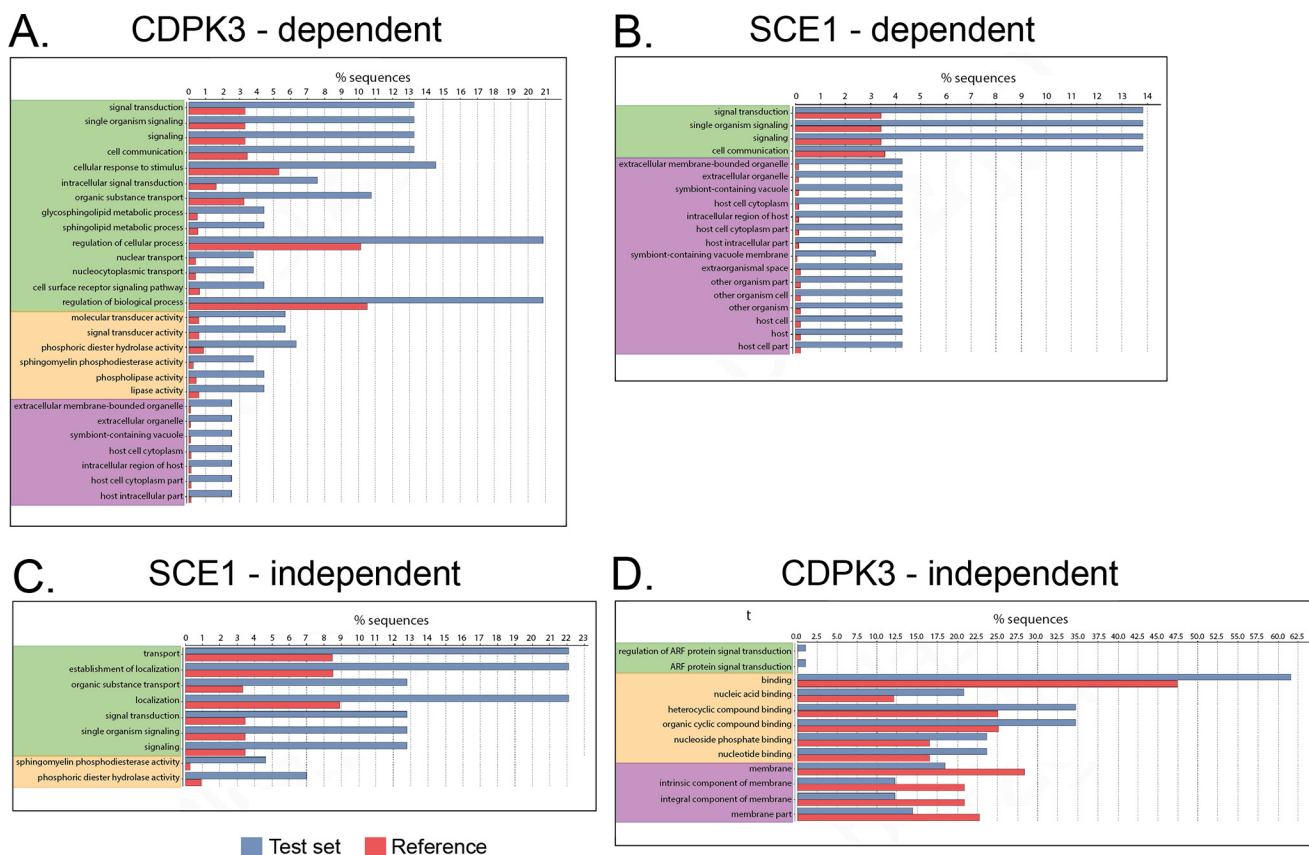 A. CDPK3 - dependent
% sequences
0 1 2 3 4 5 6 7 8 9 10 11 12 13 14 15 16 17 18 19 20 21
signal transduction
single organism signaling
signaling
cell communication
cellular response to stimulus
intracellular signal transduction
organic substance transport
glycosphingolipid metabolic process
sphingolipid metabolic process
regulation of cellular process
nuclear transport
nucleocytoplasmic transport
cell surface receptor signaling pathway
regulation of biological process
molecular transducer activity
signal transducer activity
phosphoric diester hydrolase activity
sphingomyelin phosphodiesterase activity
phospholipase activity
lipase activity
extracellular membrane-bounded organelle
extracellular organelle
symbiont-containing vacuole
host cell cytoplasm
intracellular region of host
host cell cytoplasm part
host intracellular part
B. SCE1 - dependent
% sequences
0 1 2 3 4 5 6 7 8 9 10 11 12 13 14
signal transduction
single organism signaling
signaling
cell communication
extracellular membrane-bounded organelle
extracellular organelle
symbiont-containing vacuole
host cell cytoplasm
intracellular region of host
host cell cytoplasm part
host intracellular part
symbiont-containing vacuole membrane
extraorganismal space
other organism part
other organism cell
other organism
host cell
host
host cell part
C. SCE1 - independent
% sequences
0 1 2 3 4 5 6 7 8 9 10 11 12 13 14 15 16 17 18 19 20 21 22 23
transport
establishment of localization
organic substance transport
localization
signal transduction
single organism signaling
signaling
sphingomyelin phosphodiesterase activity
phosphoric diester hydrolase activity
D. CDPK3 - independent
t % sequences
0.0 2.5 5.0 7.5 10.0 12.5 15.0 17.5 20.0 22.5 25.0 27.5 30.0 32.5 35.0 37.5 40.0 42.5 45.0 47.5 50.0 52.5 55.0 57.5 60.0 62.5
regulation of ARF protein signal transduction
ARF protein signal transduction
binding
nucleic acid binding
heterocyclic compound binding
organic cyclic compound binding
nucleoside phosphate binding
nucleotide binding
membrane
intrinsic component of membrane
integral component of membrane
membrane part
Test set Reference